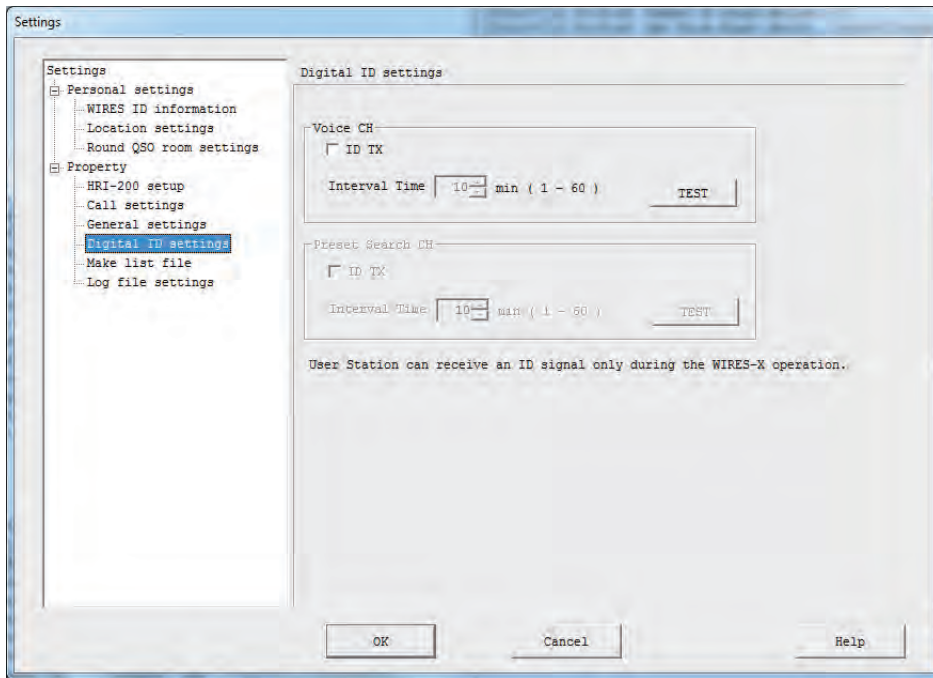 Settings
Settings
Personal settings
WIRES ID information
Location settings
Round QSO room settings
Property
HRI-200 setup
Call settings
General settings
Digital ID settings
Make list file
Log file settings
Digital ID settings
Voice CH
ID TX
Interval Time 10 min ( 1 - 60 ) TEST
Preset Search CH
ID TX
Interval Time 10 min ( 1 - 60 ) TEST
User Station can receive an ID signal only during the WIRES-X operation.
OK Cancel Help